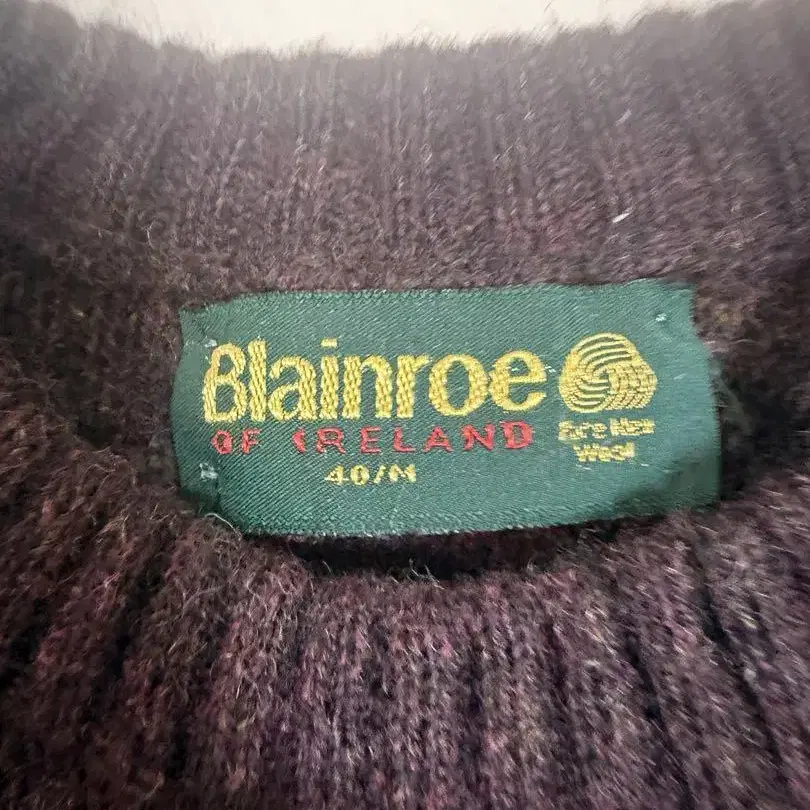 Blainroe
OF IRELAND
40/M
Pure New
Wool